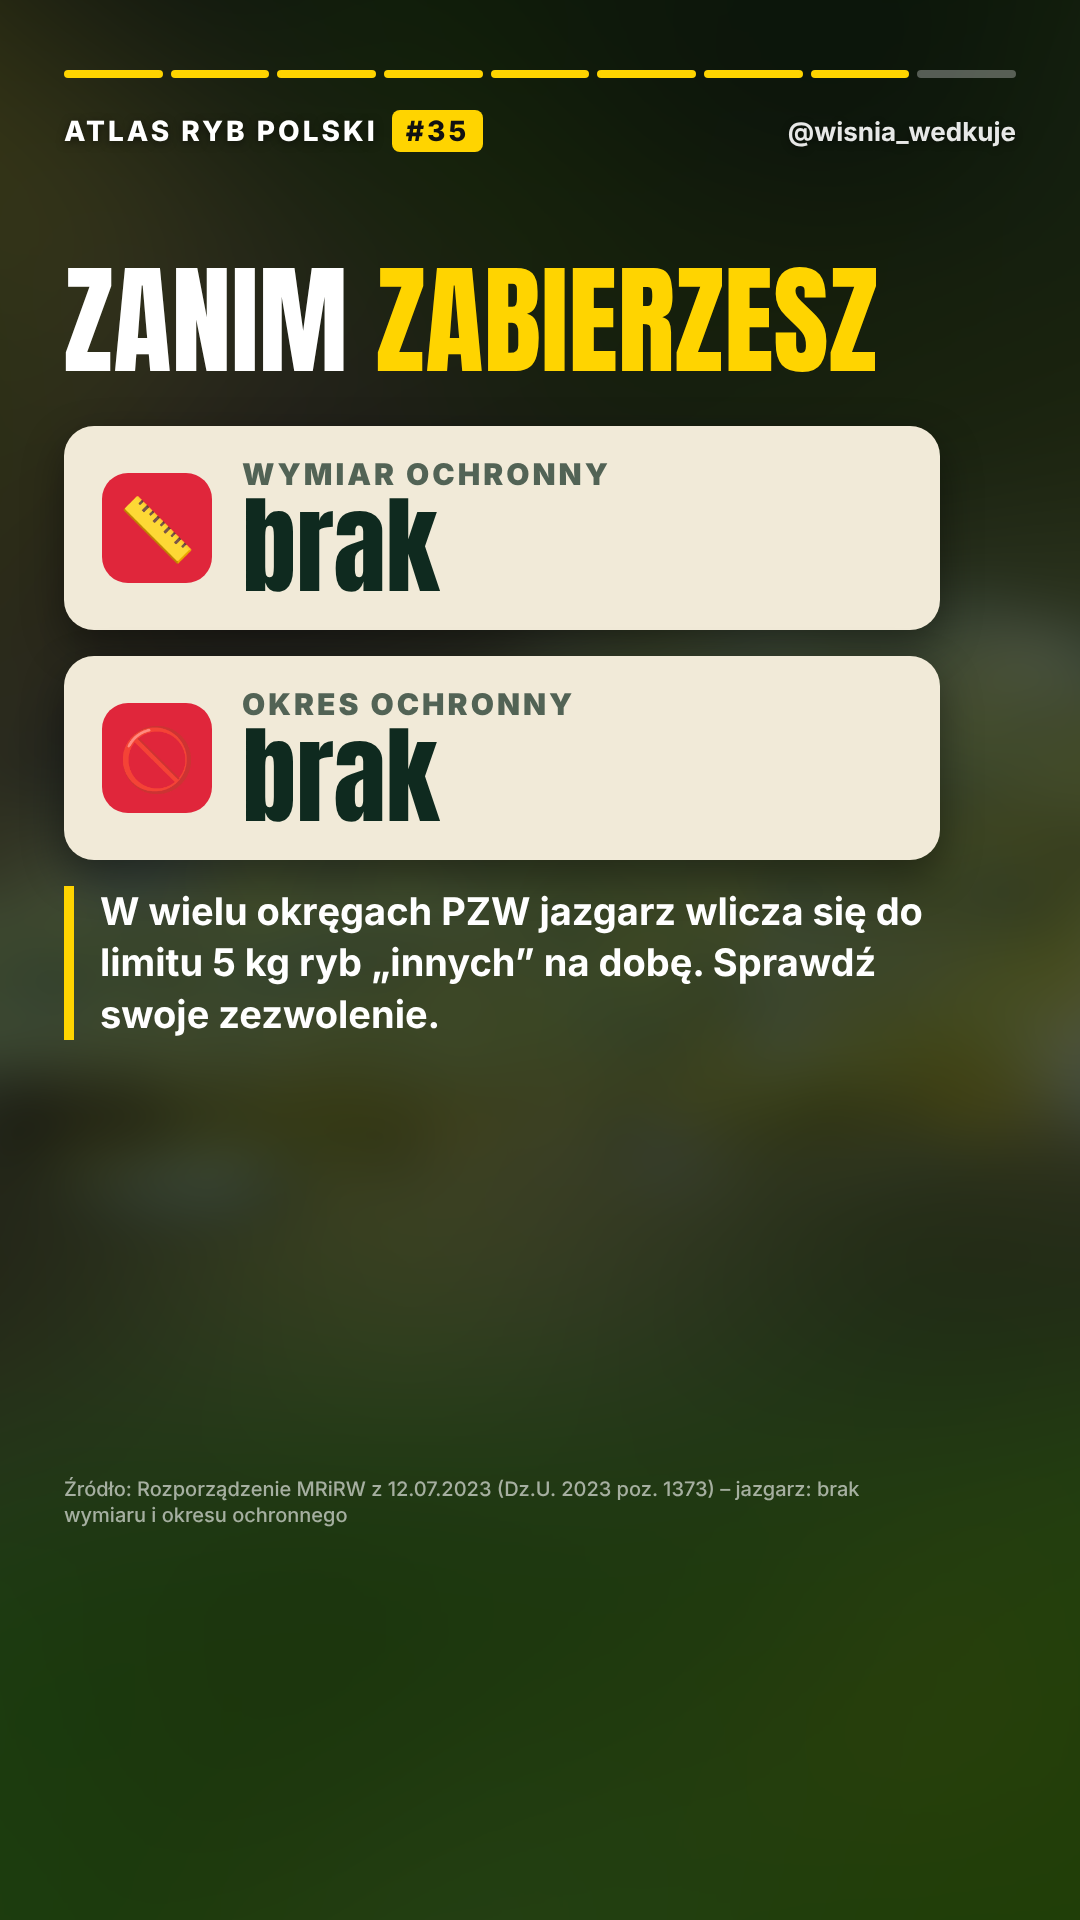 ATLAS RYB POLSKI #35
@wisnia_wedkuje
ZANIM ZABIERZESZ
WYMIAR OCHRONNY
brak
OKRES OCHRONNY
brak
W wielu okręgach PZW jazgarz wlicza się do
limitu 5 kg ryb „innych” na dobę. Sprawdź
swoje zezwolenie.
Źródło: Rozporządzenie MRiRW z 12.07.2023 (Dz.U. 2023 poz. 1373) – jazgarz: brak
wymiaru i okresu ochronnego